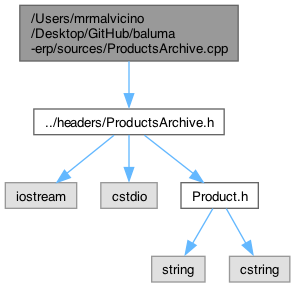 /Users/mrmalvicino
/Desktop/GitHub/baluma
-erp/sources/ProductsArchive.cpp
../headers/ProductsArchive.h
iostream
cstdio
Product.h
string
cstring